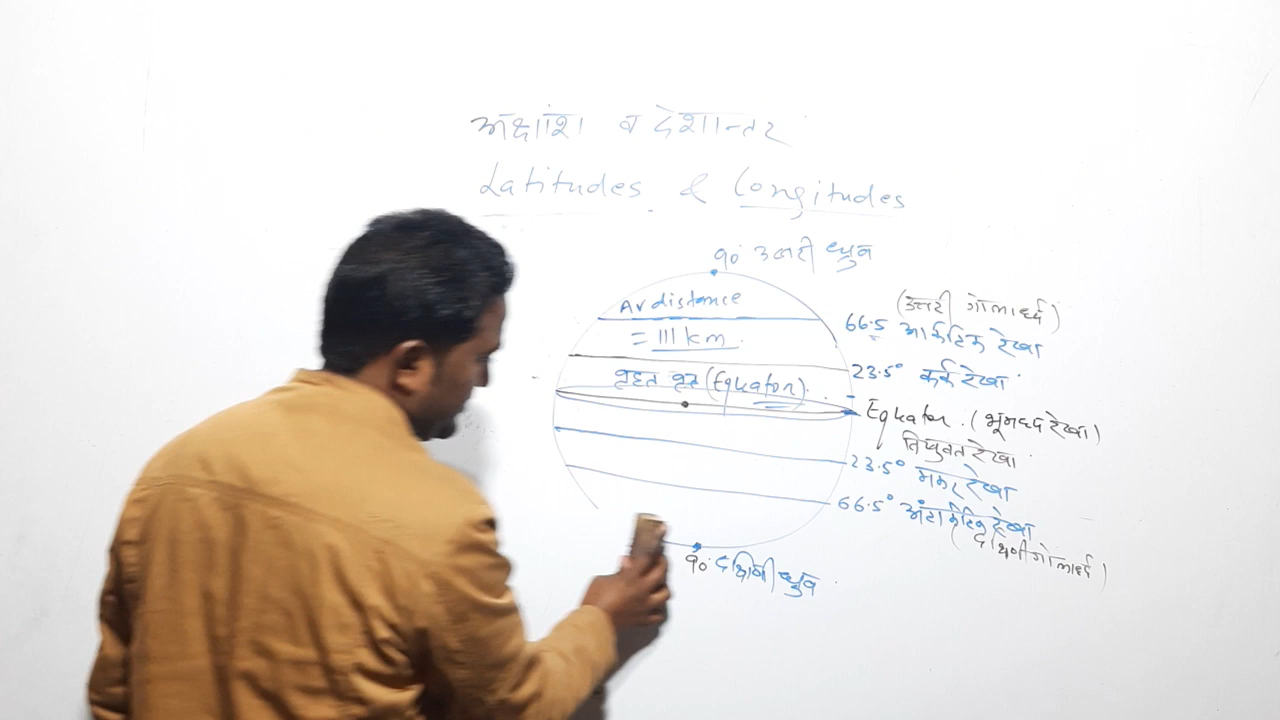 अक्षांश व देशान्तर
Latitudes & Longitudes
90° उत्तरी ध्रुव
(उत्तरी गोलार्ध्द)
Av distance
66.5 आर्कटिक रेखा
= 111 km.
23.5° कर्क रेखा
वृहत वृत (Equator).
Equator. (भूमध्द रेखा)
विषुवत रेखा
23.5° मकर रेखा
66.5° अंटार्कटिक रेखा
(दक्षिणी गोलार्ध्द)
90° दक्षिणी ध्रुव